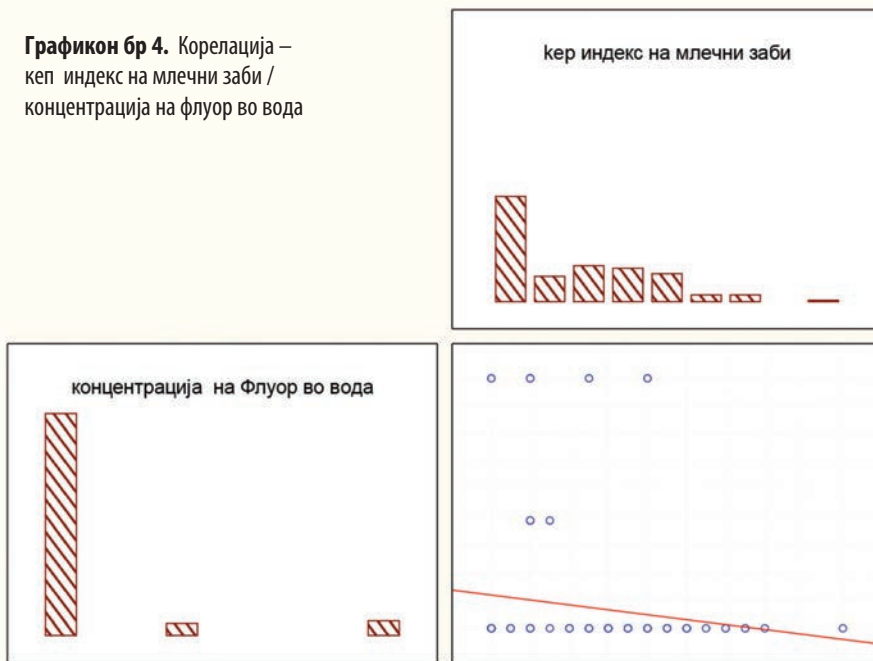 Графикон бр 4. Корелација –
кеп индекс на млечни заби /
концентрација на флуор во вода
kep индекс на млечни заби
концентрација на Флуор во вода